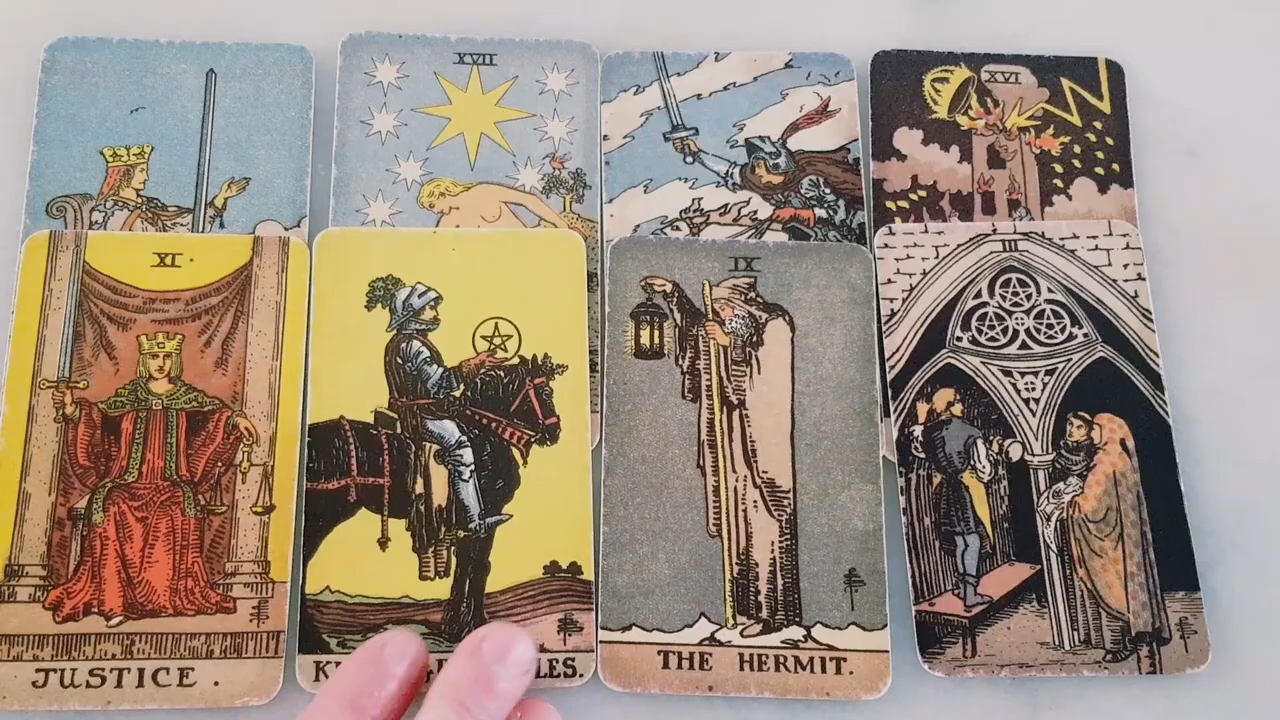 XVII
XVI
XI.
IX
III
JUSTICE .
THE HERMIT.